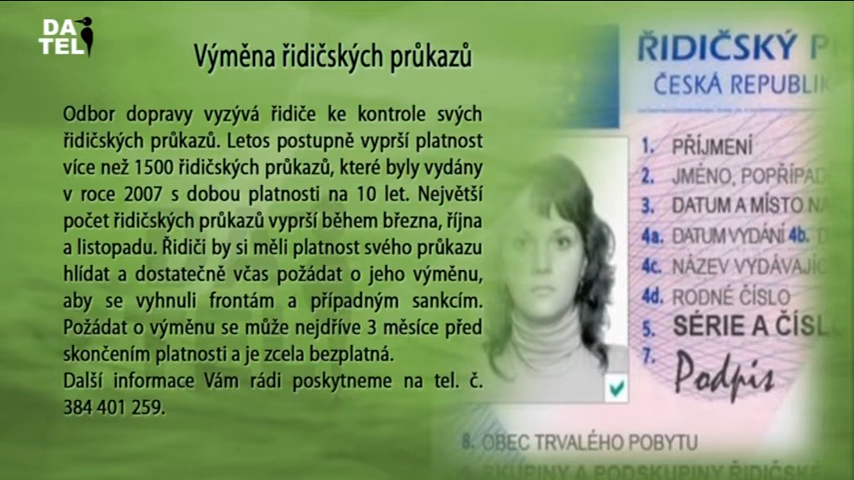 DA
TEL
Výměna řidičských průkazů
Odbor dopravy vyzývá řidiče ke kontrole svých
řidičských průkazů. Letos postupně vyprší platnost
více než 1500 řidičských průkazů, které byly vydány
v roce 2007 s dobou platnosti na 10 let. Největší
počet řidičských průkazů vyprší během března, října
a listopadu. Řidiči by si měli platnost svého průkazu
hlídat a dostatečně včas požádat o jeho výměnu,
aby se vyhnuli frontám a případným sankcím.
Požádat o výměnu se může nejdříve 3 měsíce před
skončením platnosti a je zcela bezplatná.
Další informace Vám rádi poskytneme na tel. č.
384 401 259.
ŘIDIČSKÝ P
ČESKÁ REPUBLIK
1. PŘÍJMENÍ
2. JMÉNO, POPŘÍPAD
3. DATUM A MÍSTO NA
4a. DATUM VYDÁNÍ 4b. D
4c. NÁZEV VYDÁVAJÍC
4d. RODNÉ ČÍSLO
5. SÉRIE A ČÍSLO
7. Podpis
8. OBEC TRVALÉHO POBYTU
SKUPINY A PODSKUPINY ŘIDIČSKÉ